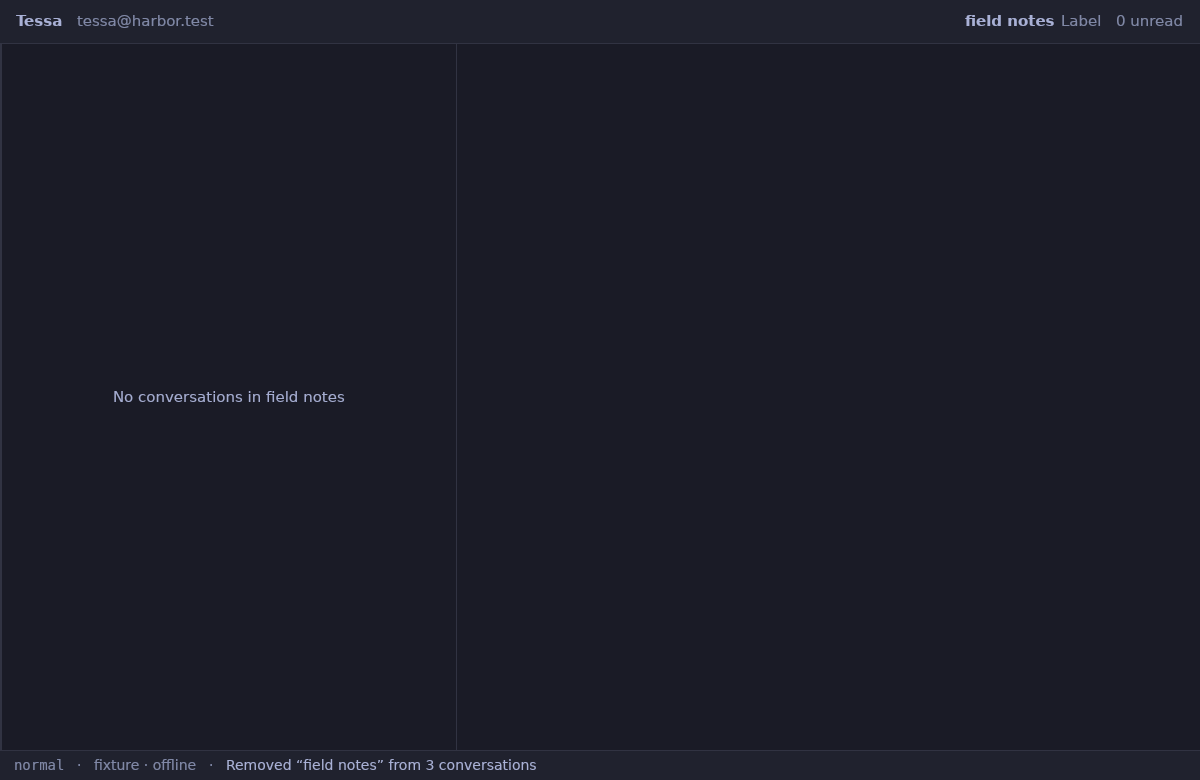 Tessa tessa@harbor.test field notes Label 0 unread
No conversations in field notes
normal · fixture · offline · Removed “field notes” from 3 conversations